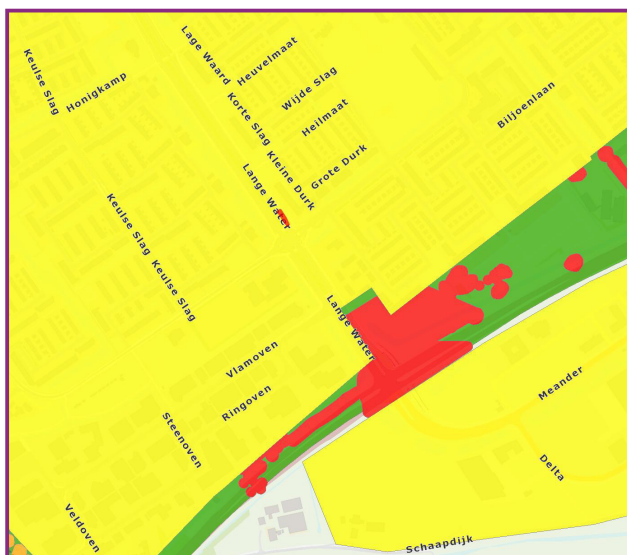 Lage Waard
Heuvelmaat
Keulse Slag
Honigkamp
Wijde Slag
Biljoenlaan
Korte Slag
Heilmaat
Grote Durk
Kleine Durk
Lange Water
Keulse Slag
Keulse Slag
Lange Water
Vlamoven
Meander
Ringoven
Steenoven
Delta
Veldoven
Schaapdijk